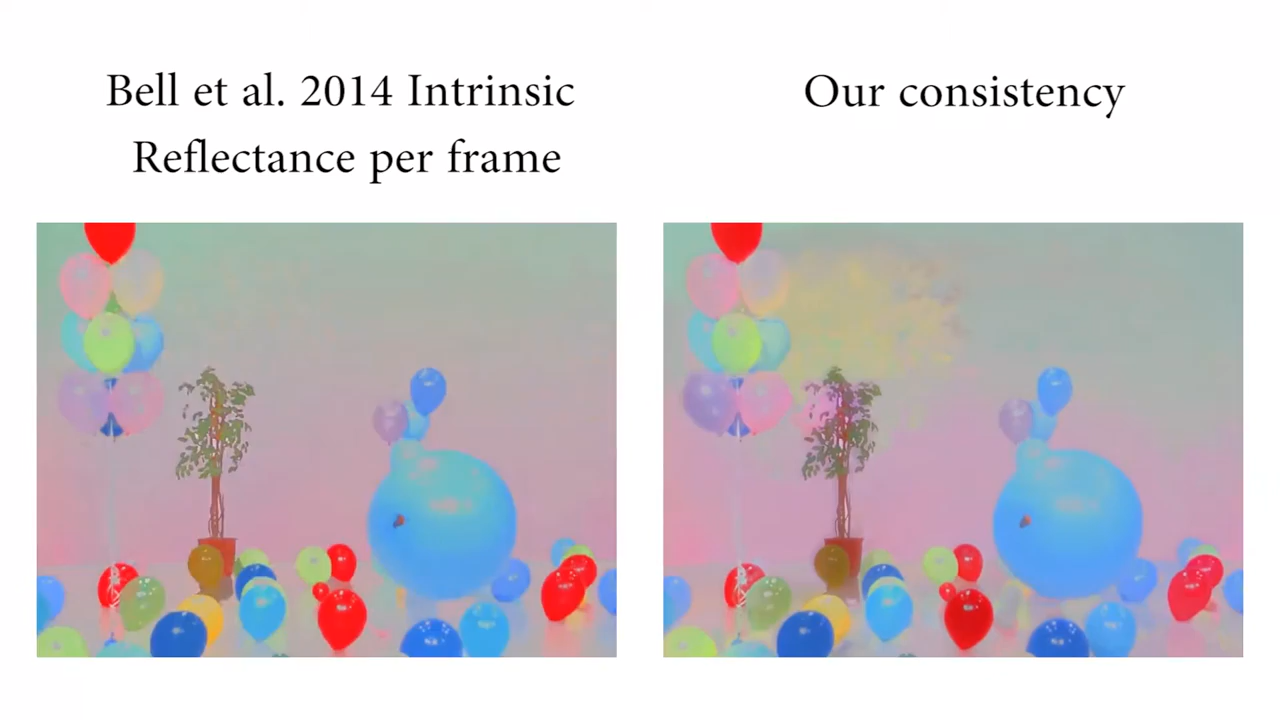 Bell et al. 2014 Intrinsic
Reflectance per frame
Our consistency